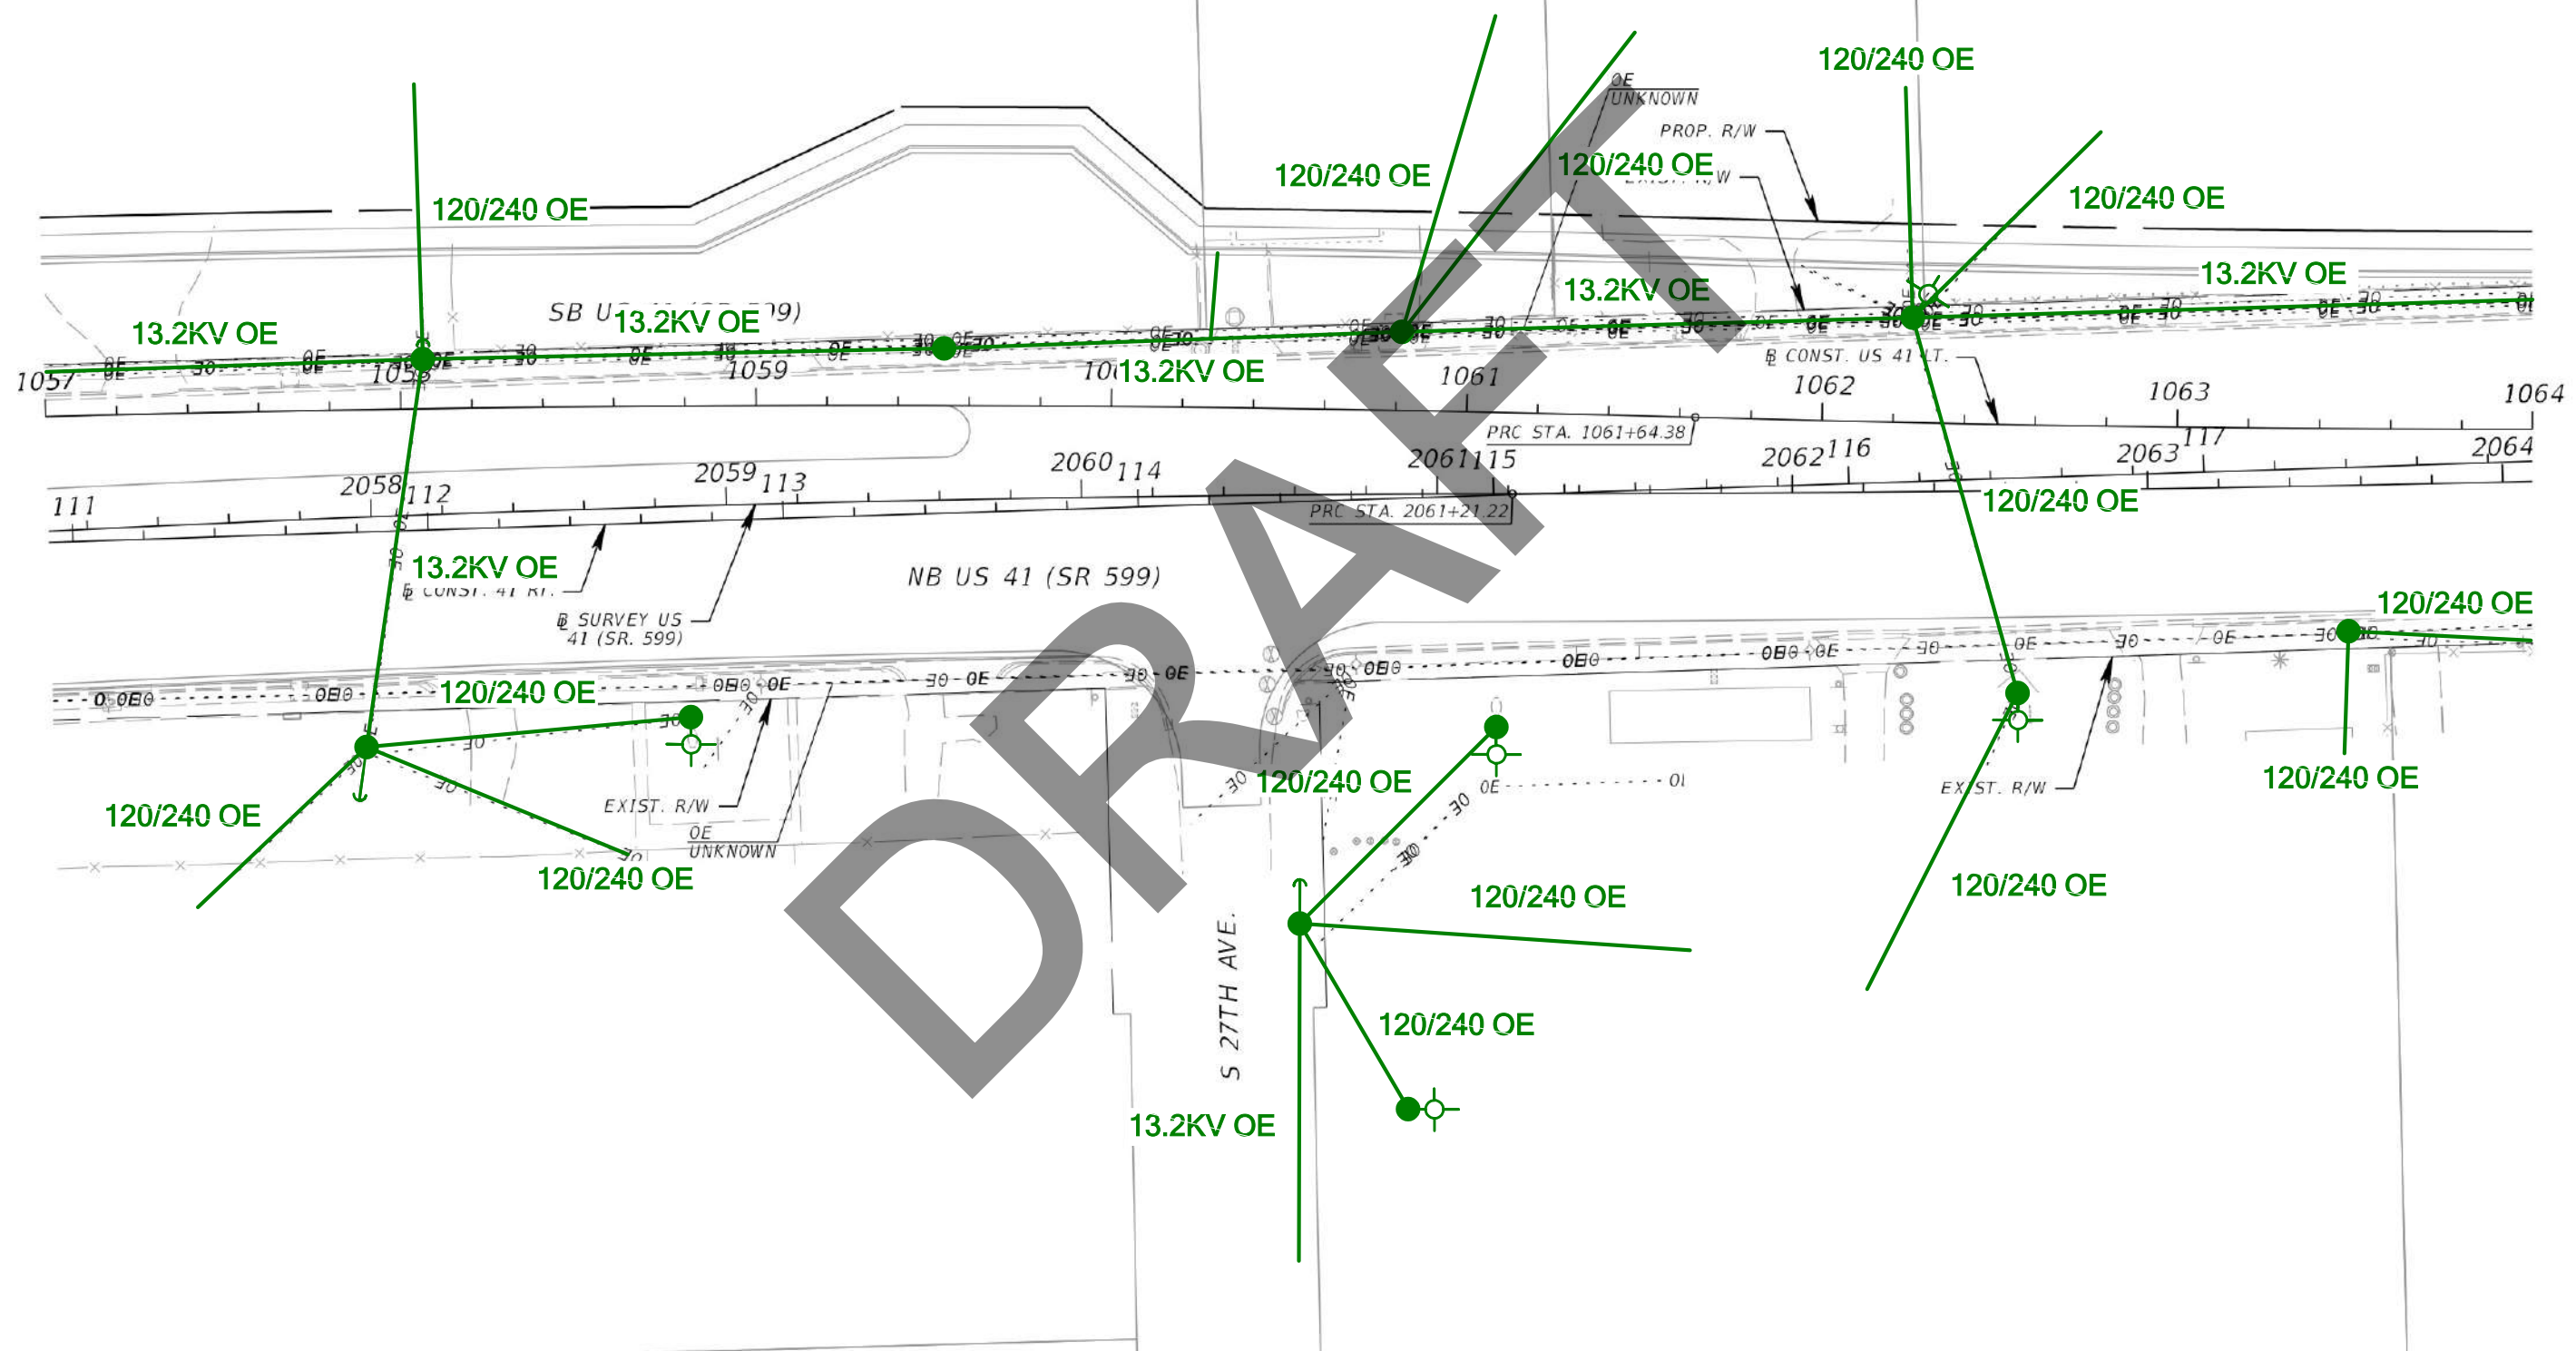 120/240 OE
OE
UNKNOWN
PROP. R/W
120/240 OE
120/240 OE
120/240 OE
120/240 OE
13.2KV OE
13.2KV OE
SB US
13.2KV OE
13.2KV OE
13.2KV OE
℄ CONST. US 41 LT.
1057
1058
1059
1061
1062
1063
1064
PRC STA. 1061+64.38
111
2058
112
2059
113
2060
114
2061
115
2062
116
2063
117
2064
120/240 OE
PRC STA. 2061+21.22
13.2KV OE
NB US 41 (SR 599)
℄ CONST. 41 RT.
B SURVEY US
41 (SR. 599)
120/240 OE
120/240 OE
120/240 OE
120/240 OE
EXIST. R/W
EXIST. R/W
120/240 OE
OE
UNKNOWN
120/240 OE
120/240 OE
120/240 OE
S 27TH AVE.
120/240 OE
13.2KV OE
DRAFT